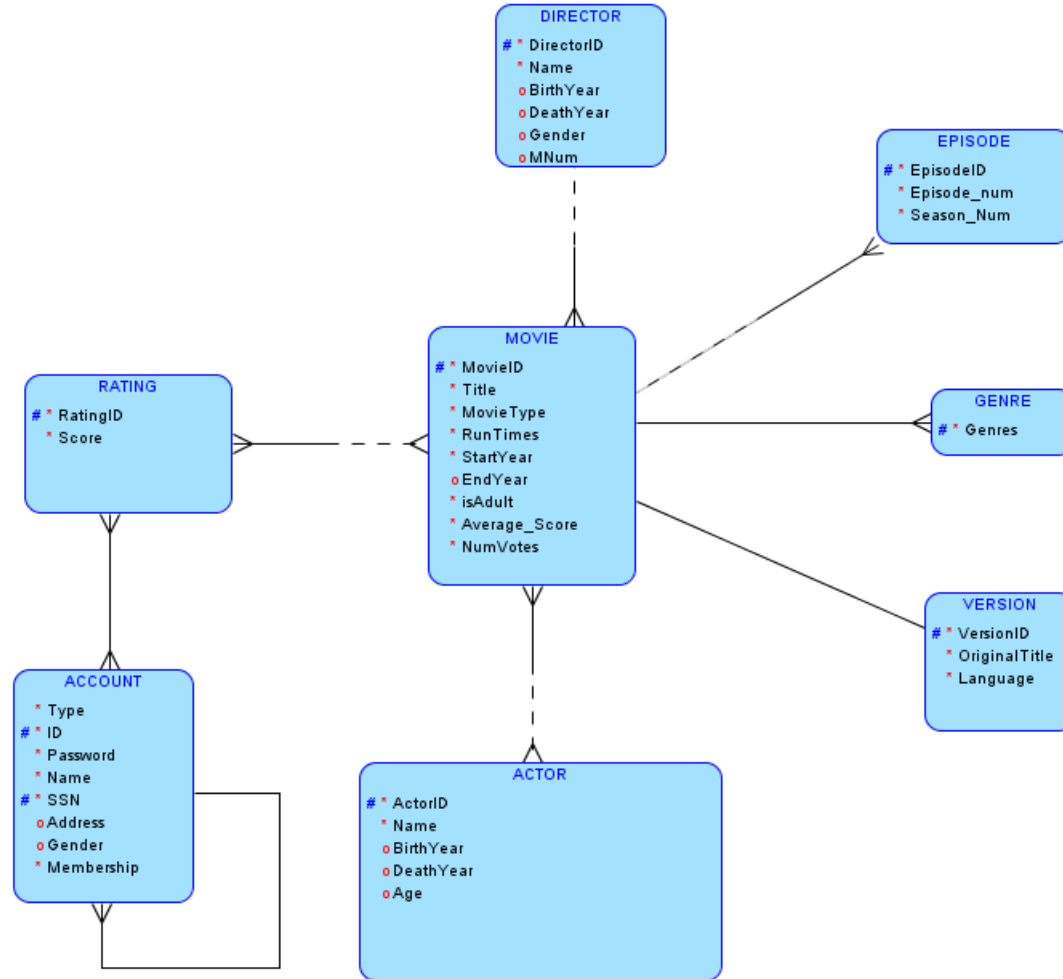 DIRECTOR
# * DirectorID
* Name
o BirthYear
o DeathYear
o Gender
o MNum
EPISODE
# * EpisodeID
* Episode_num
* Season_Num
MOVIE
# * MovieID
* Title
* MovieType
* RunTimes
* StartYear
o EndYear
* isAdult
* Average_Score
* NumVotes
RATING
# * RatingID
* Score
GENRE
# * Genres
VERSION
# * VersionID
* OriginalTitle
* Language
ACCOUNT
* Type
# * ID
* Password
* Name
# * SSN
o Address
o Gender
* Membership
ACTOR
# * ActorID
* Name
o BirthYear
o DeathYear
o Age